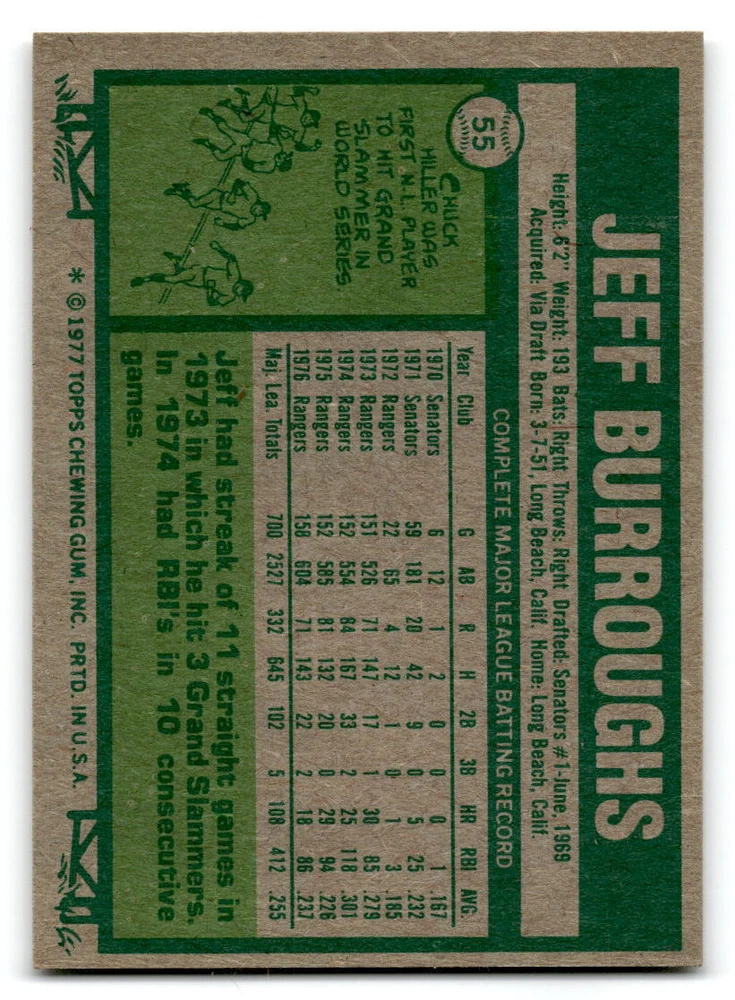 55
JEFF BURROUGHS
Height: 6'2" Weight: 193 Bats: Right Throws: Right Drafted: Senators #1-June, 1969
Acquired: Via Draft Born: 3-7-51, Long Beach, Calif. Home: Long Beach, Calif.
CHUCK
HILLER WAS
FIRST N.L. PLAYER
TO HIT GRAND
SLAMMER IN
WORLD SERIES
COMPLETE MAJOR LEAGUE BATTING RECORD
Year Club G AB R H 2B 3B HR RBI AVG.
1970 Senators 6 12 1 2 0 0 0 1 .167
1971 Senators 59 181 20 42 9 0 5 25 .232
1972 Rangers 22 65 4 12 1 0 1 3 .185
1973 Rangers 151 526 71 147 17 1 30 85 .279
1974 Rangers 152 554 84 167 33 2 25 118 .301
1975 Rangers 152 585 81 132 20 0 29 94 .226
1976 Rangers 158 604 71 143 22 2 18 86 .237
Maj. Lea. Totals 700 2527 332 645 102 5 108 412 .255
Jeff had streak of 11 straight games in
1973 in which he hit 3 Grand Slammers.
In 1974 had RBI's in 10 consecutive
games.
* © 1977 TOPPS CHEWING GUM, INC. PRTD. IN U.S.A.